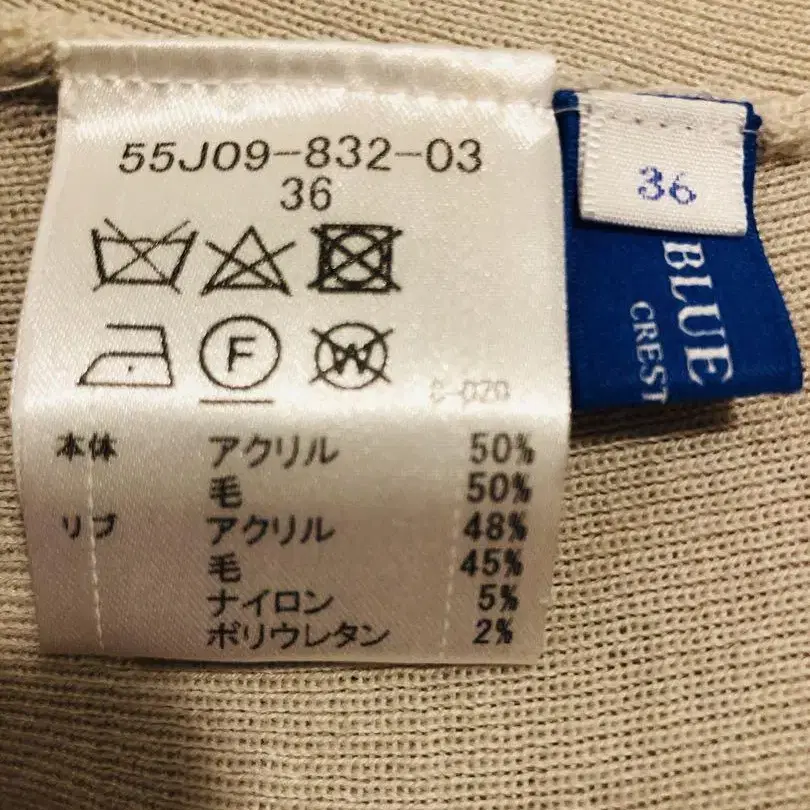 55J09-832-03
36
F
W
本体 アクリル 50%
毛 50%
リブ アクリル 48%
毛 45%
ナイロン 5%
ポリウレタン 2%
36
BLUE
CREST